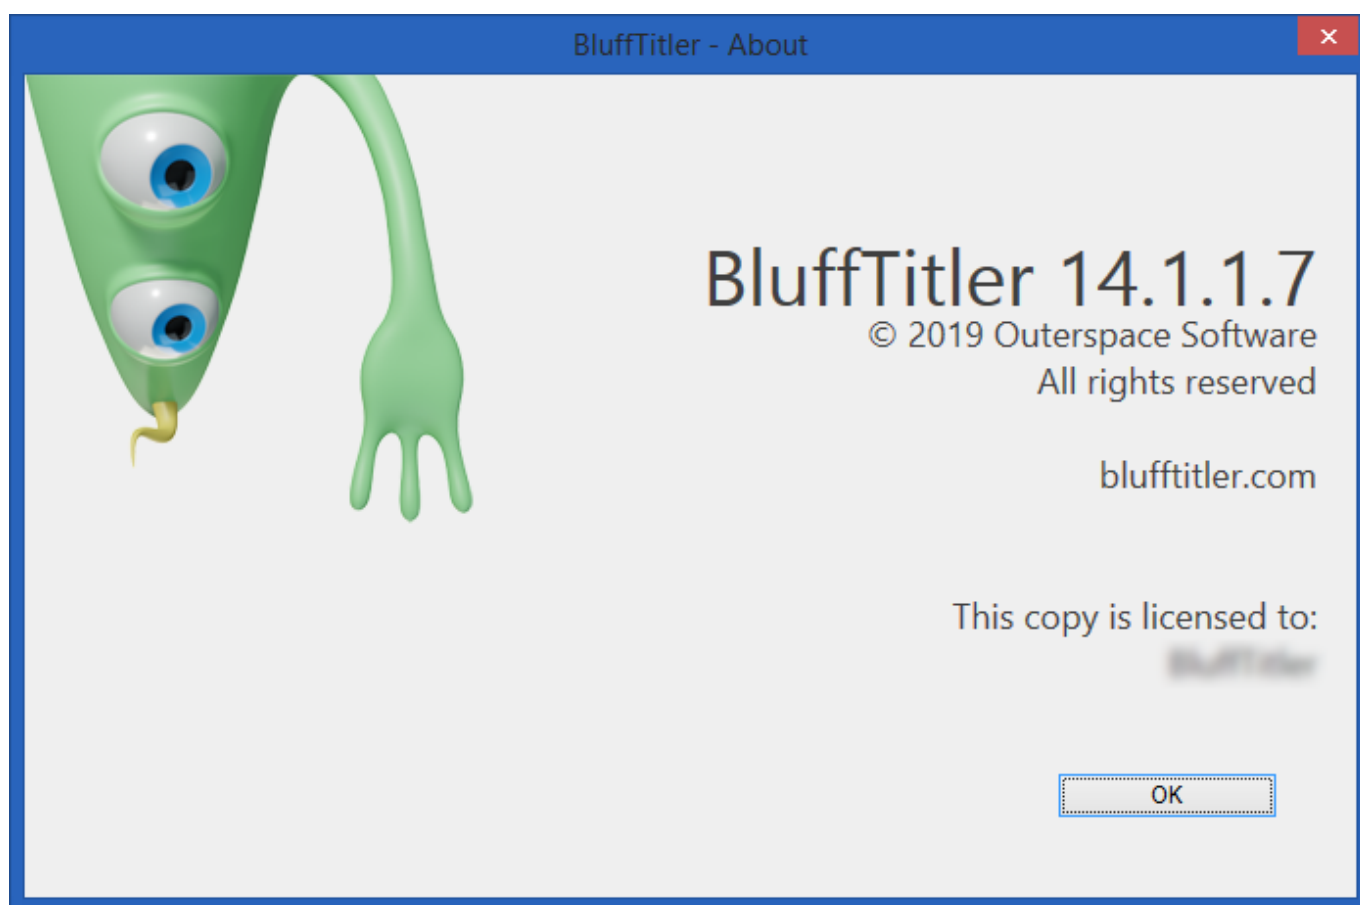 BluffTitler - About
BluffTitler 14.1.1.7
© 2019 Outerspace Software
All rights reserved
blufftitler.com
This copy is licensed to:
OK